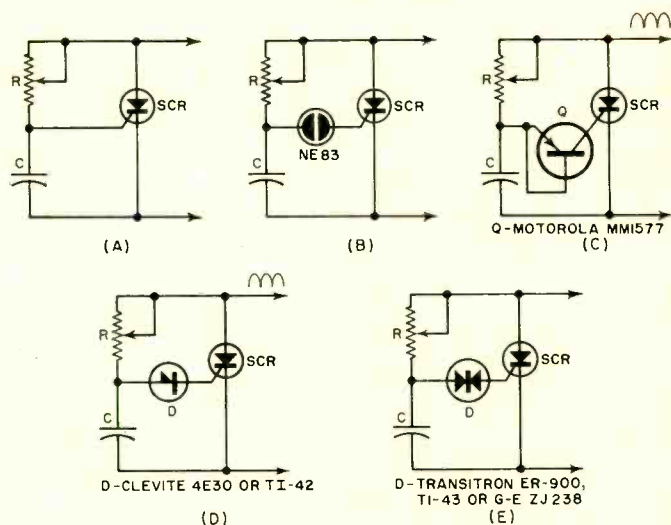 R
SCR
C
(A)
R
SCR
NE83
C
(B)
R
Q
SCR
C
Q-MOTOROLA MM1577
(C)
R
SCR
D
C
D-CLEVITE 4E30 OR TI-42
(D)
R
SCR
D
C
D-TRANSITRON ER-900,
TI-43 OR G-E ZJ238
(E)